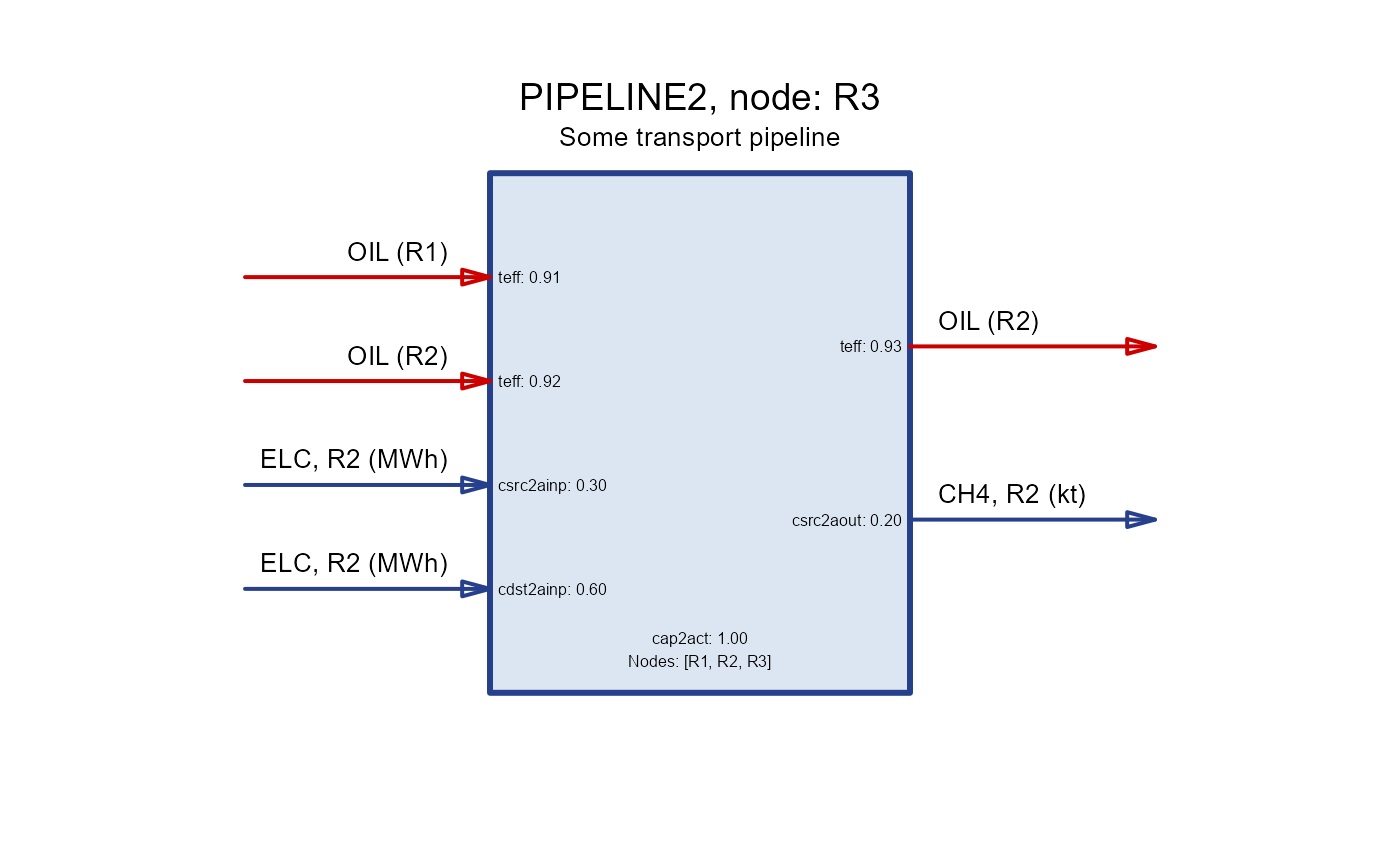 PIPELINE2, node: R3
Some transport pipeline
OIL (R1)
teff: 0.91
OIL (R2)
teff: 0.92
ELC, R2 (MWh)
csrc2ainp: 0.30
ELC, R2 (MWh)
cdst2ainp: 0.60
OIL (R2)
teff: 0.93
CH4, R2 (kt)
csrc2aout: 0.20
cap2act: 1.00
Nodes: [R1, R2, R3]